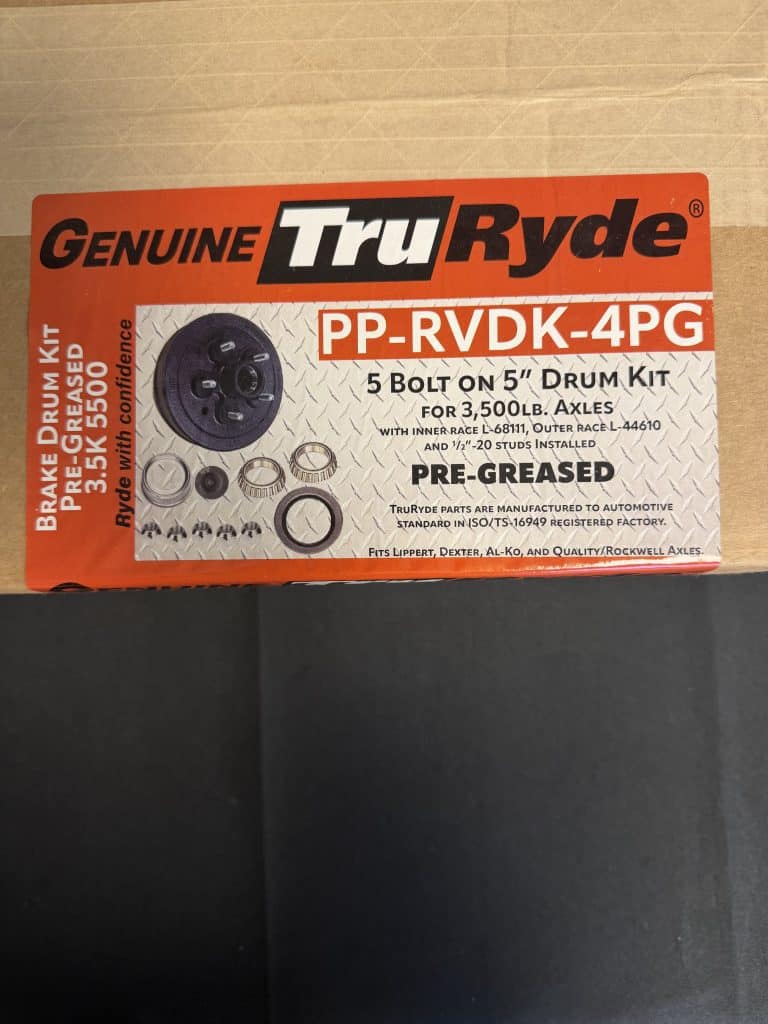 GENUINE TruRyde®
BRAKE DRUM KIT
PRE-GREASED
3.5K 5500
Ryde with confidence
PP-RVDK-4PG
5 BOLT ON 5" DRUM KIT
FOR 3,500LB. AXLES
WITH INNER RACE L-68111, OUTER RACE L-44610
AND 1/2"-20 STUDS INSTALLED
PRE-GREASED
TRURYDE PARTS ARE MANUFACTURED TO AUTOMOTIVE
STANDARD IN ISO/TS-16949 REGISTERED FACTORY.
FITS LIPPERT, DEXTER, AL-KO, AND QUALITY/ROCKWELL AXLES.